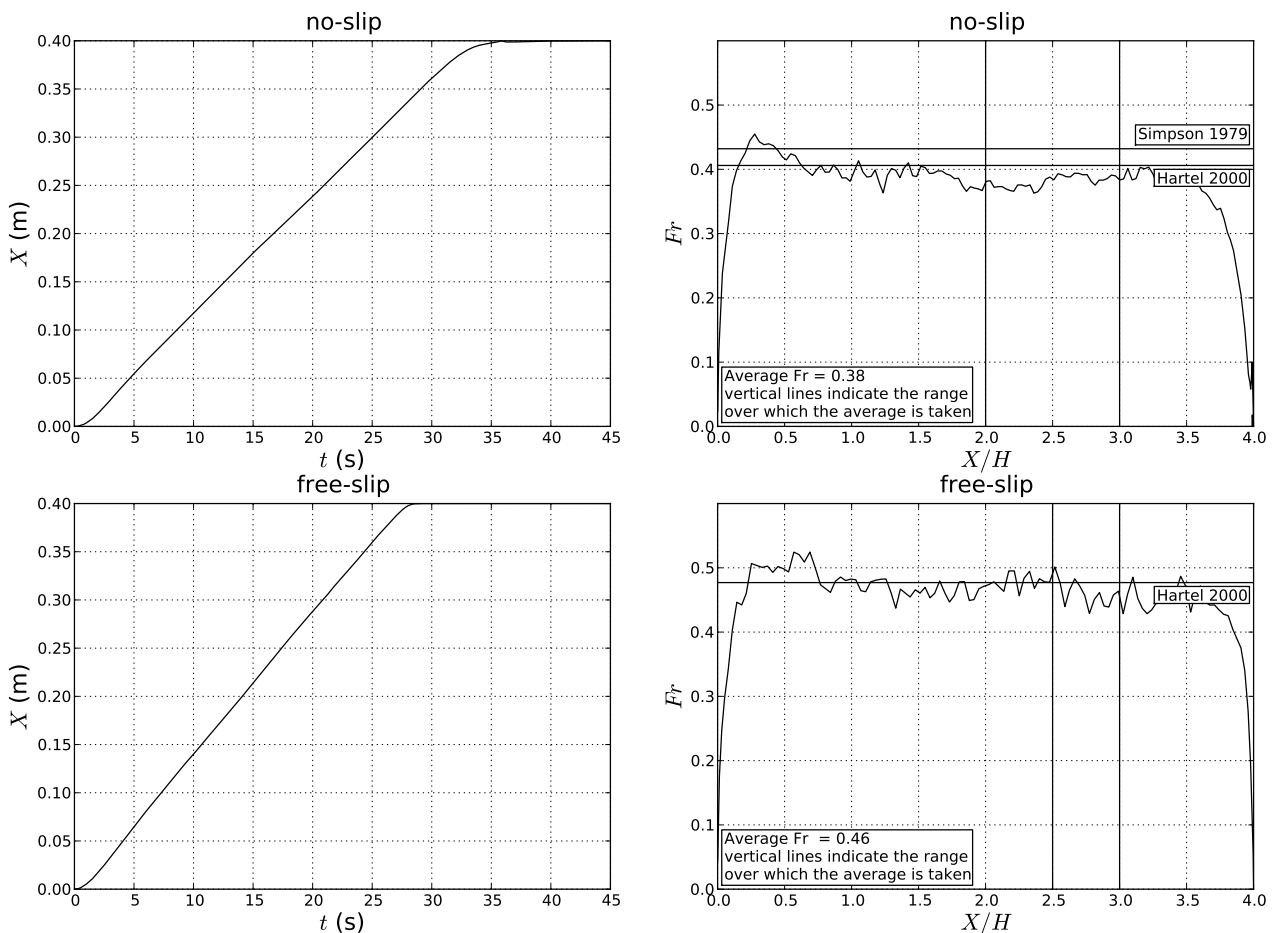 no-slip
0.40
0.35
0.30
0.25
0.20
0.15
0.10
0.05
0.00
X (m)
0 5 10 15 20 25 30 35 40 45
t (s)
no-slip
0.5
0.4
0.3
0.2
0.1
0.0
Fr
Simpson 1979
Hartel 2000
Average Fr = 0.38
vertical lines indicate the range
over which the average is taken
0.0 0.5 1.0 1.5 2.0 2.5 3.0 3.5 4.0
X/H
free-slip
0.40
0.35
0.30
0.25
0.20
0.15
0.10
0.05
0.00
X (m)
0 5 10 15 20 25 30 35 40 45
t (s)
free-slip
0.5
0.4
0.3
0.2
0.1
0.0
Fr
Hartel 2000
Average Fr  = 0.46
vertical lines indicate the range
over which the average is taken
0.0 0.5 1.0 1.5 2.0 2.5 3.0 3.5 4.0
X/H